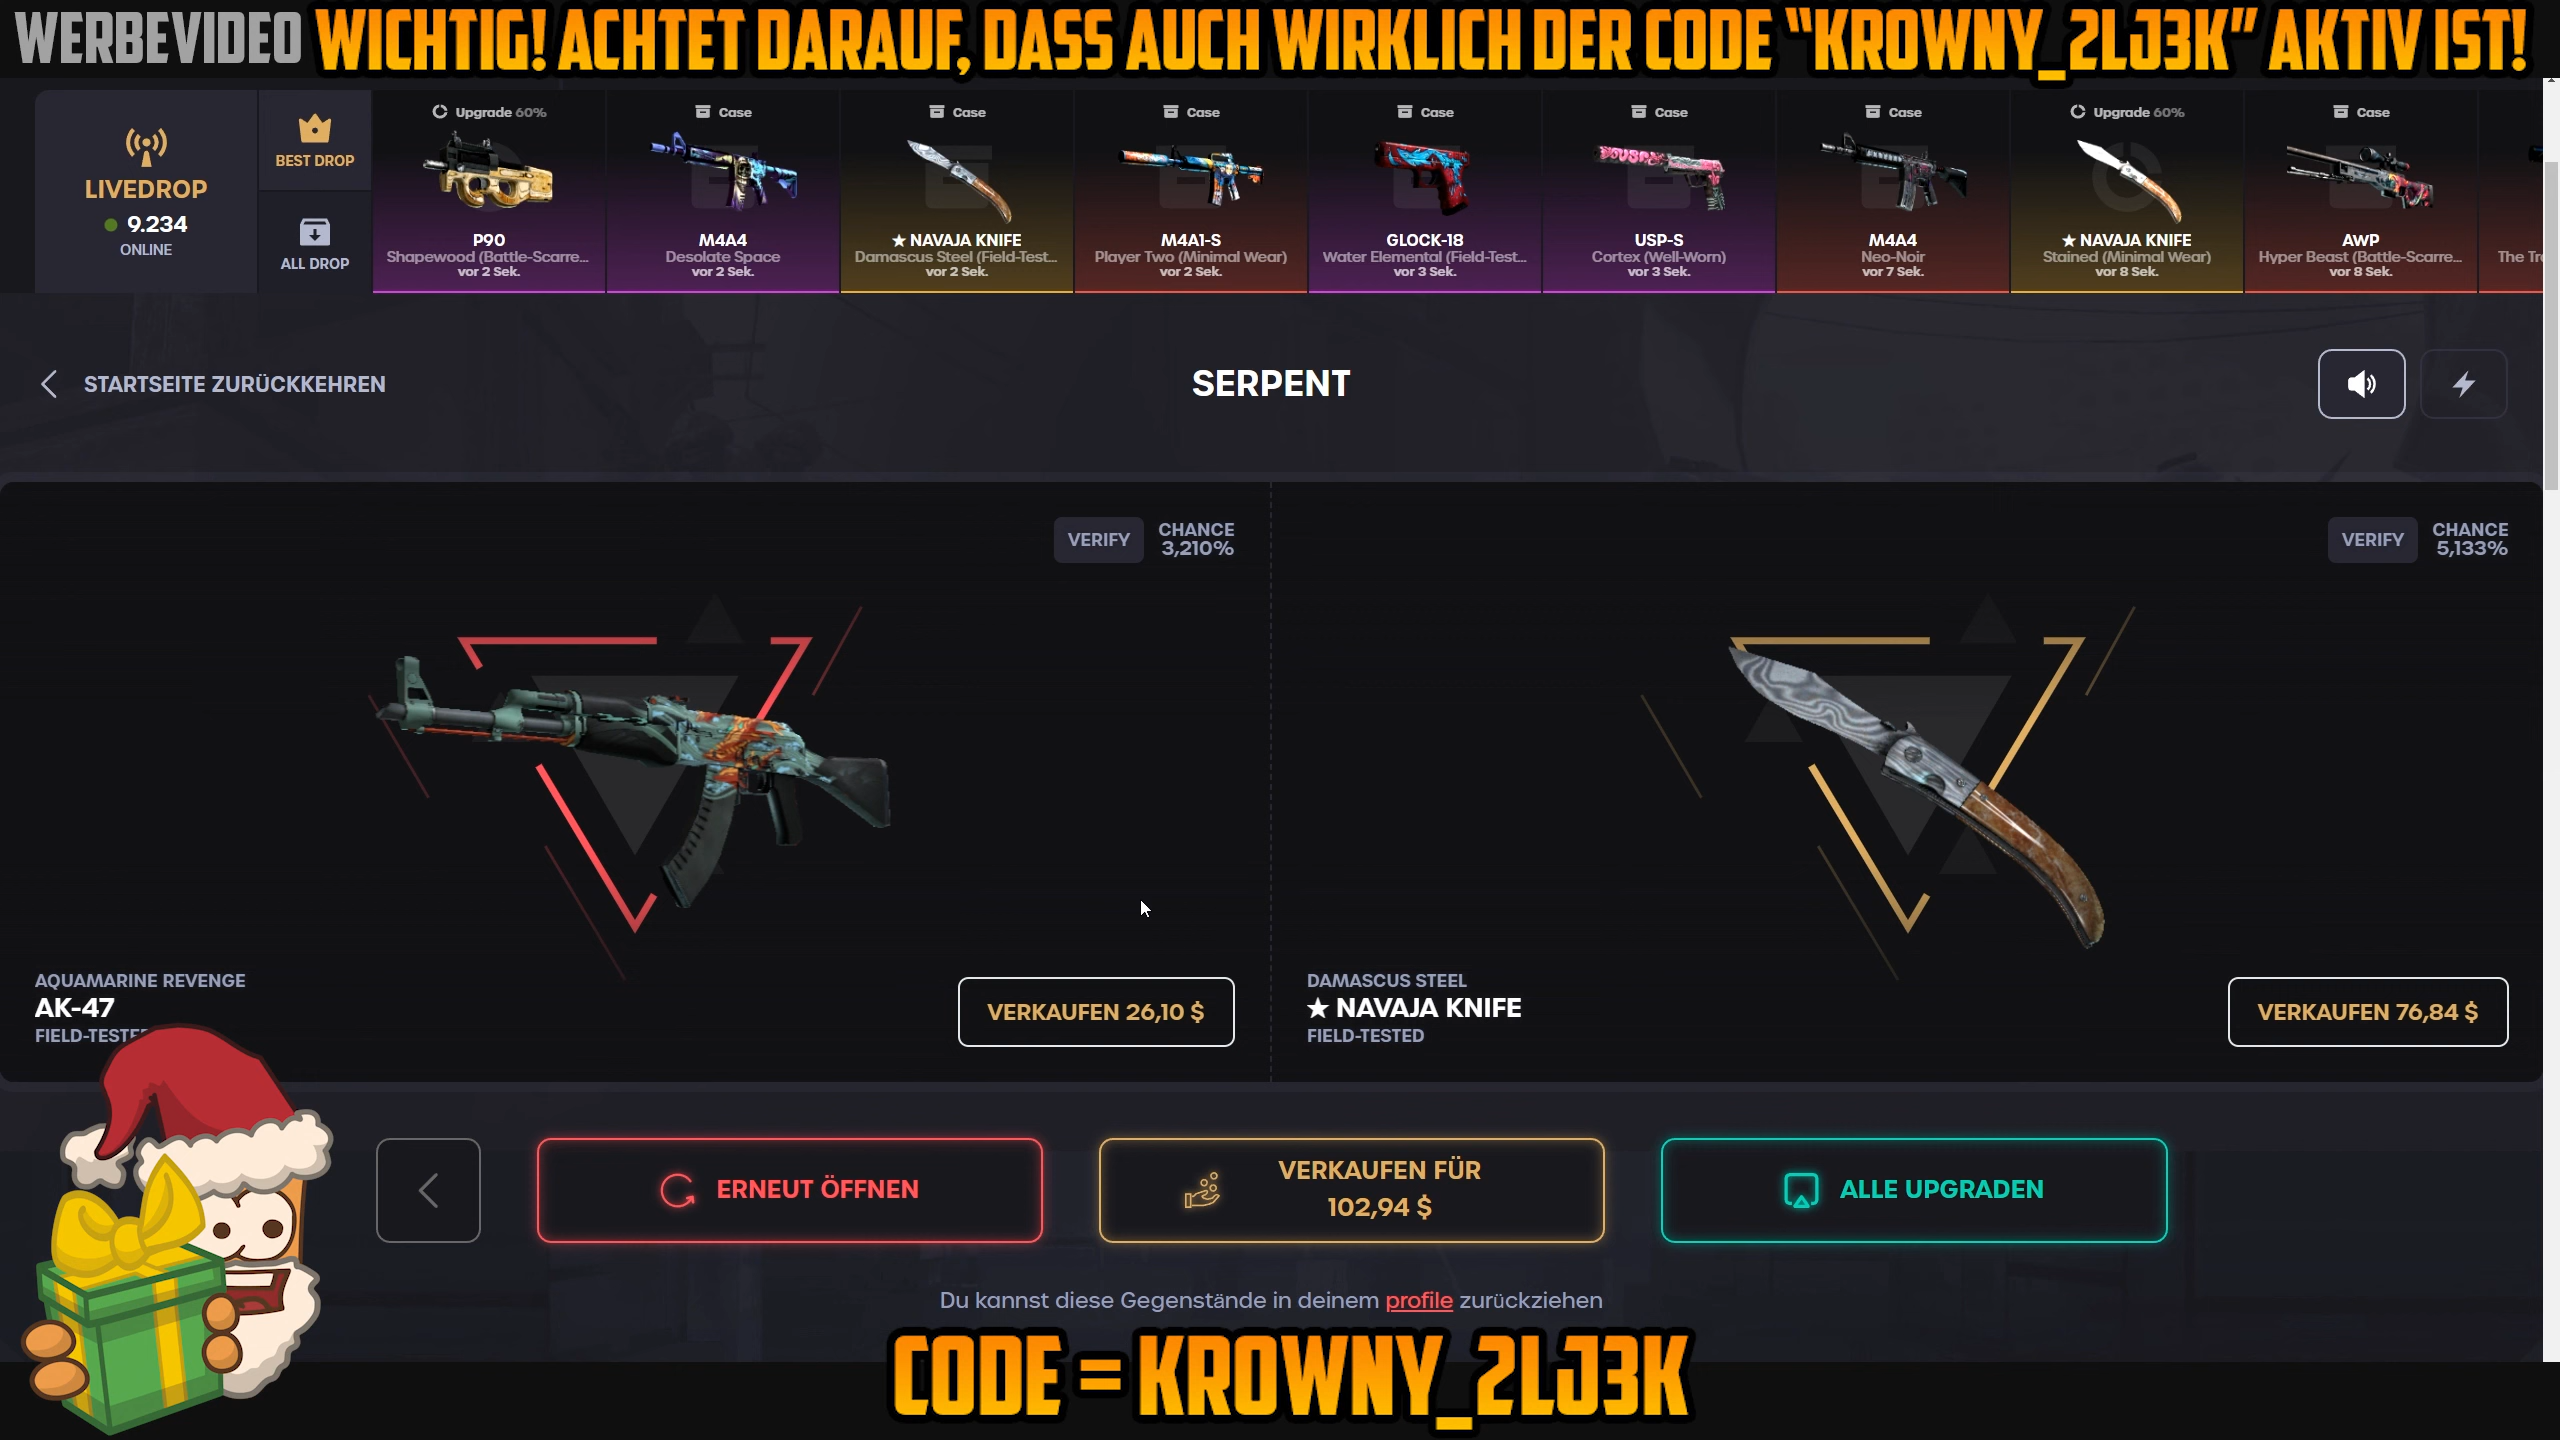 WERBEVIDEO WICHTIG! ACHTET DARAUF, DASS AUCH WIRKLICH DER CODE "KROWNY_2LJ3K" AKTIV IST!
LIVEDROP
9.234
ONLINE
BEST DROP
ALL DROP
Upgrade 60%
P90
Shapewood (Battle-Scarre...
vor 2 Sek.
Case
M4A4
Desolate Space
vor 2 Sek.
Case
★ NAVAJA KNIFE
Damascus Steel (Field-Test...
vor 2 Sek.
Case
M4A1-S
Player Two (Minimal Wear)
vor 2 Sek.
Case
GLOCK-18
Water Elemental (Field-Test...
vor 3 Sek.
Case
USP-S
Cortex (Well-Worn)
vor 3 Sek.
Case
M4A4
Neo-Noir
vor 7 Sek.
Upgrade 60%
★ NAVAJA KNIFE
Stained (Minimal Wear)
vor 8 Sek.
Case
AWP
Hyper Beast (Battle-Scarre...
vor 8 Sek.
The
STARTSEITE ZURÜCKKEHREN
SERPENT
VERIFY
CHANCE
3,210%
AQUAMARINE REVENGE
AK-47
FIELD-TESTED
VERKAUFEN 26,10 $
VERIFY
CHANCE
5,133%
DAMASCUS STEEL
★ NAVAJA KNIFE
FIELD-TESTED
VERKAUFEN 76,84 $
ERNEUT ÖFFNEN
VERKAUFEN FÜR
102,94 $
ALLE UPGRADEN
Du kannst diese Gegenstände in deinem profile zurückziehen
CODE = KROWNY_2LJ3K